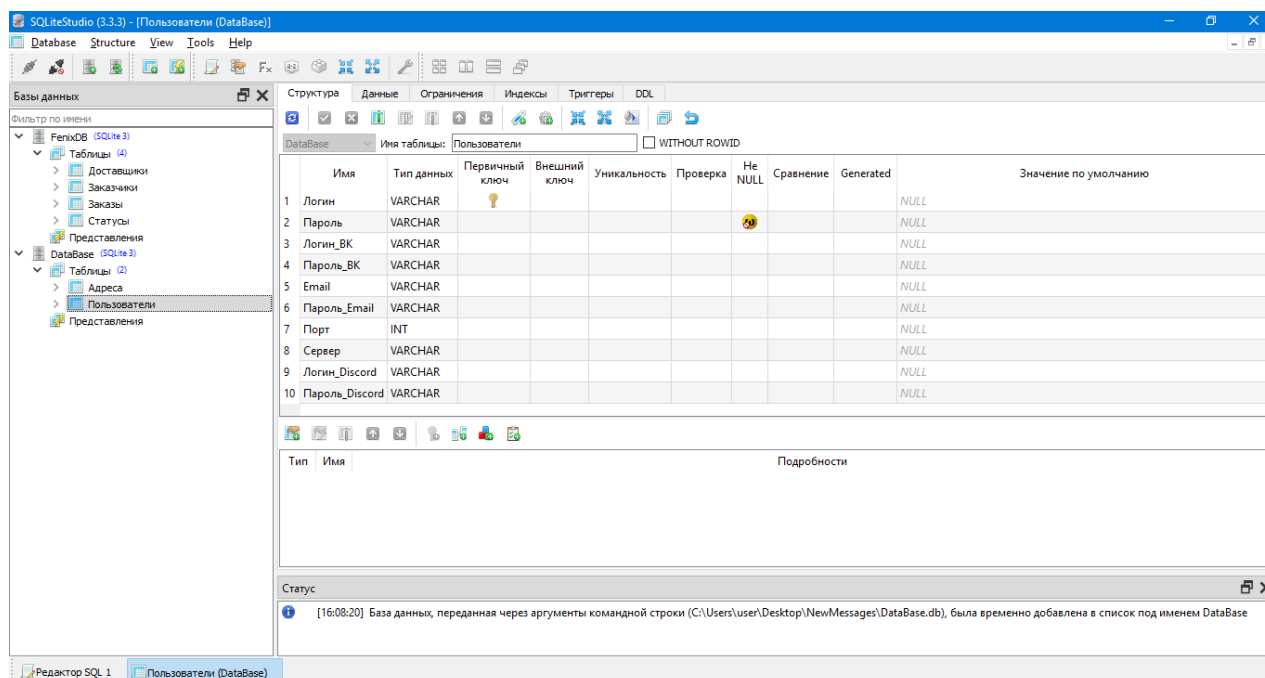 SQLiteStudio (3.3.3) - [Пользователи (DataBase)]
Database Structure View Tools Help
Базы данных
Фильтр по имени
FenixDB (SQLite 3)
Таблицы (4)
Доставщики
Заказчики
Заказы
Статусы
Представления
DataBase (SQLite 3)
Таблицы (2)
Адреса
Пользователи
Представления
Структура Данные Ограничения Индексы Триггеры DDL
DataBase Имя таблицы: Пользователи WITHOUT ROWID
Имя Тип данных Первичный ключ Внешний ключ Уникальность Проверка Не NULL Сравнение Generated Значение по умолчанию
1 Логин VARCHAR NULL
2 Пароль VARCHAR NULL
3 Логин_ВК VARCHAR NULL
4 Пароль_ВК VARCHAR NULL
5 Email VARCHAR NULL
6 Пароль_Email VARCHAR NULL
7 Порт INT NULL
8 Сервер VARCHAR NULL
9 Логин_Discord VARCHAR NULL
10 Пароль_Discord VARCHAR NULL
Тип Имя Подробности
Статус
[16:08:20] База данных, переданная через аргументы командной строки (C:\Users\user\Desktop\NewMessages\DataBase.db), была временно добавлена в список под именем DataBase
Редактор SQL 1 Пользователи (DataBase)